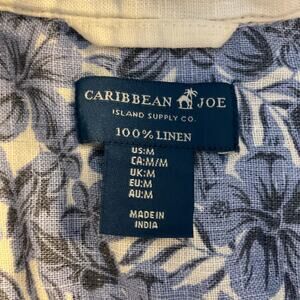 CARIBBEAN JOE
ISLAND SUPPLY CO.
100% LINEN
US:M
CA:M/M
UK:M
EU:M
AU:M
MADE IN
INDIA